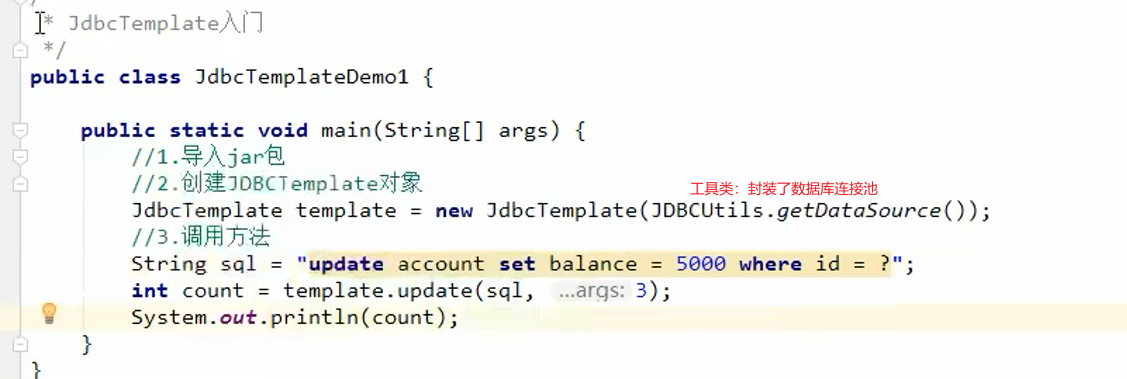 * JdbcTemplate入门
*/
public class JdbcTemplateDemo1 {
public static void main(String[] args) {
//1.导入jar包
//2.创建JDBCTemplate对象
工具类：封装了数据库连接池
JdbcTemplate template = new JdbcTemplate(JDBCUtils.getDataSource());
//3.调用方法
String sql = "update account set balance = 5000 where id = ?";
int count = template.update(sql, ...args: 3);
System.out.println(count);
}
}